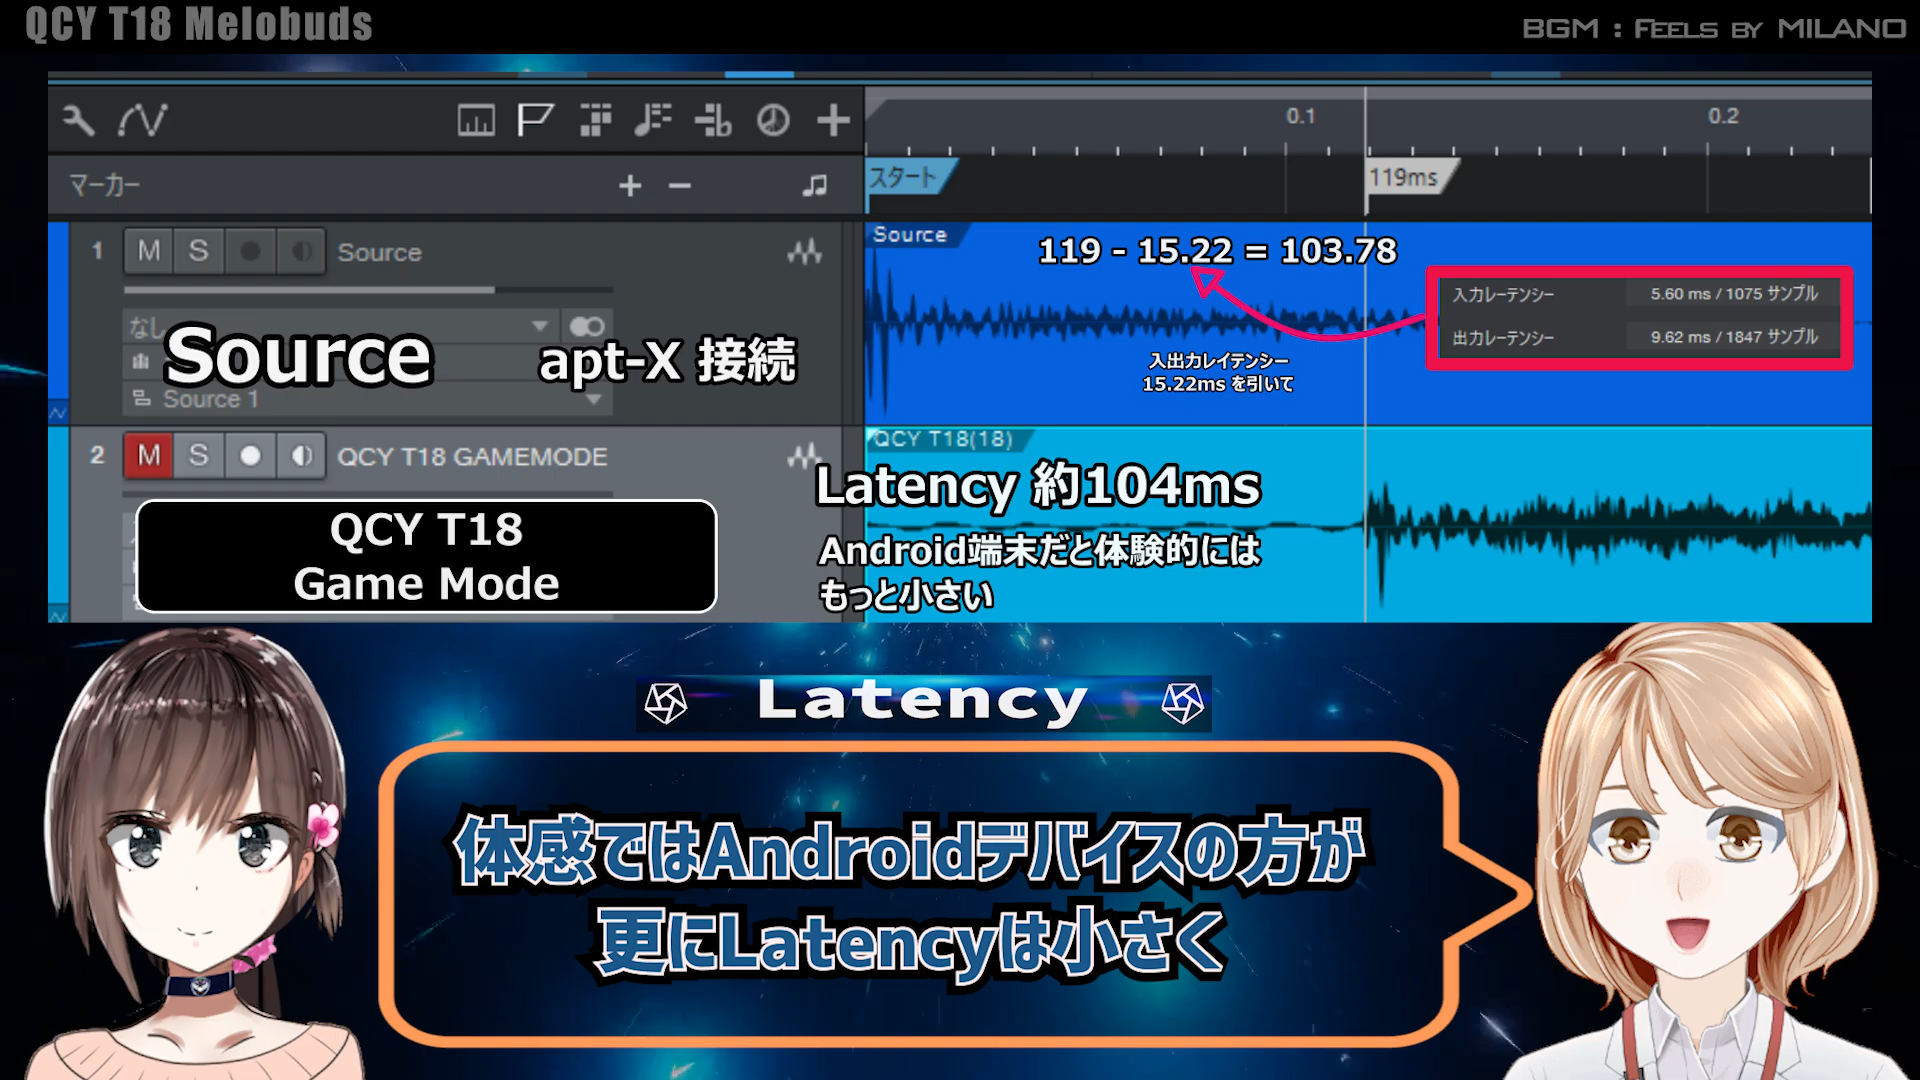 QCY T18 Melobuds
BGM : FEELS BY MILANO
0.1
0.2
マーカー
スタート
119ms
1
M
S
Source
Source
119 - 15.22 = 103.78
入力レーテンシー
5.60 ms / 1075 サンプル
出力レーテンシー
9.62 ms / 1847 サンプル
なし
Source
apt-X 接続
入出力レイテンシー
15.22ms を引いて
Source 1
2
M
S
QCY T18 GAMEMODE
QCY T18(18)
Latency 約104ms
QCY T18
Game Mode
Android端末だと体験的には
もっと小さい
Latency
体感ではAndroidデバイスの方が
更にLatencyは小さく